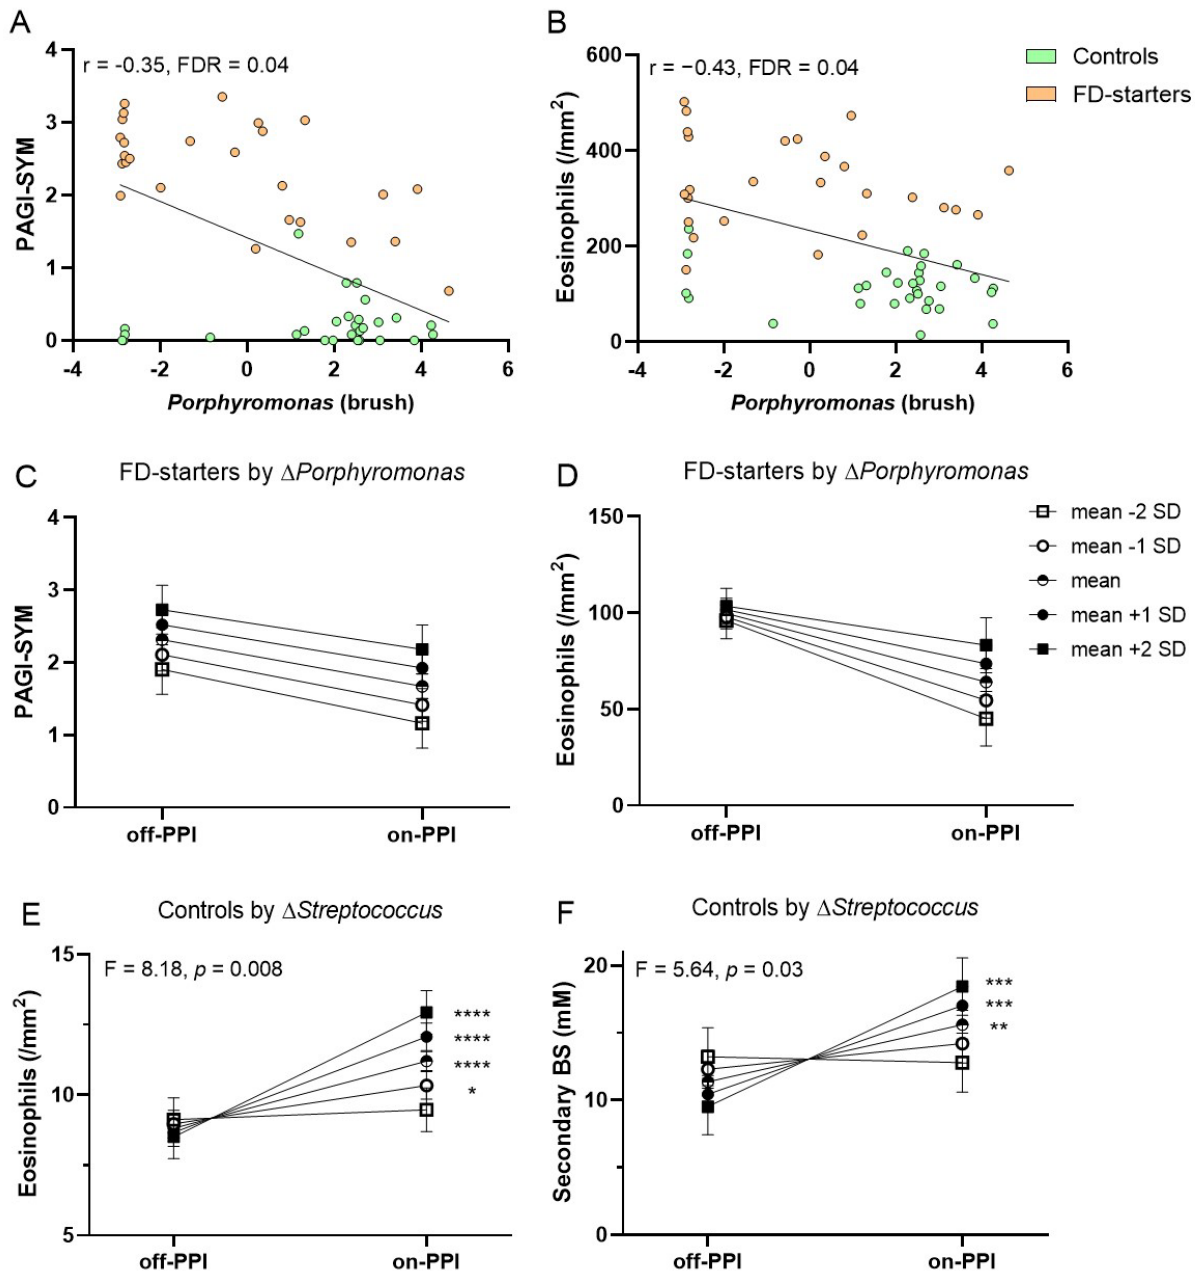 A
4
3
2
1
0
PAGI-SYM
r = -0.35, FDR = 0.04
-4
-2
0
2
4
6
Porphyromonas (brush)
B
600
400
200
0
Eosinophils (/mm²)
r = −0.43, FDR = 0.04
-4
-2
0
2
4
6
Porphyromonas (brush)
Controls
FD-starters
C
FD-starters by ΔPorphyromonas
4
3
2
1
0
PAGI-SYM
off-PPI
on-PPI
D
FD-starters by ΔPorphyromonas
150
100
50
0
Eosinophils (/mm²)
off-PPI
on-PPI
mean -2 SD
mean -1 SD
mean
mean +1 SD
mean +2 SD
E
Controls by ΔStreptococcus
15
10
5
Eosinophils (/mm²)
F = 8.18, p = 0.008
****
****
****
*
off-PPI
on-PPI
F
Controls by ΔStreptococcus
20
10
0
Secondary BS (mM)
F = 5.64, p = 0.03
***
***
**
off-PPI
on-PPI